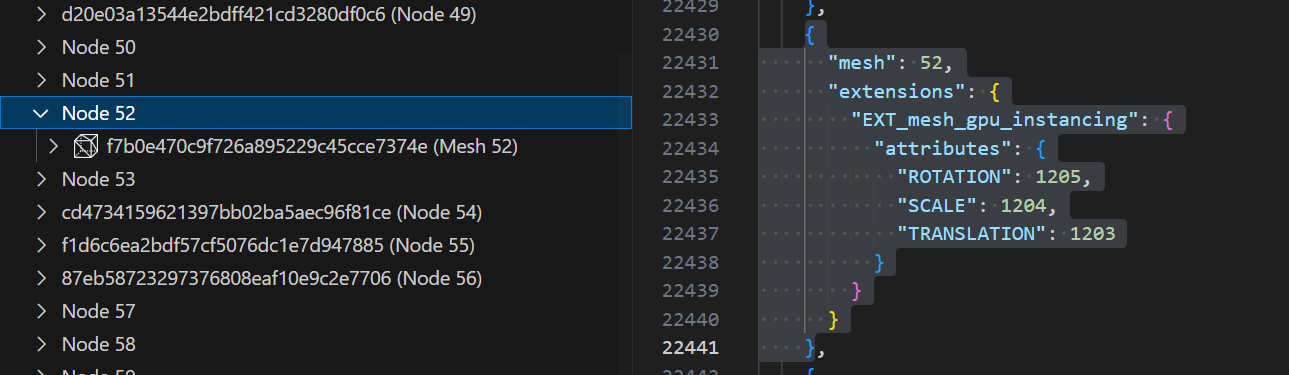 d20e03a13544e2bdff421cd3280df0c6 (Node 49)
Node 50
Node 51
Node 52
f7b0e470c9f726a895229c45cce7374e (Mesh 52)
Node 53
cd4734159621397bb02ba5aec96f81ce (Node 54)
f1d6c6ea2bdf57cf5076dc1e7d947885 (Node 55)
87eb58723297376808eaf10e9c2e7706 (Node 56)
Node 57
Node 58
22429 },
22430 {
22431 "mesh": 52,
22432 "extensions": {
22433 "EXT_mesh_gpu_instancing": {
22434 "attributes": {
22435 "ROTATION": 1205,
22436 "SCALE": 1204,
22437 "TRANSLATION": 1203
22438 }
22439 }
22440 }
22441 },
22442 {